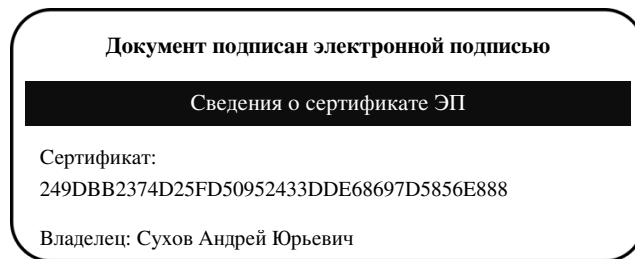 Документ подписан электронной подписью
Сведения о сертификате ЭП
Сертификат:
249DBB2374D25FD50952433DDE68697D5856E888
Владелец: Сухов Андрей Юрьевич